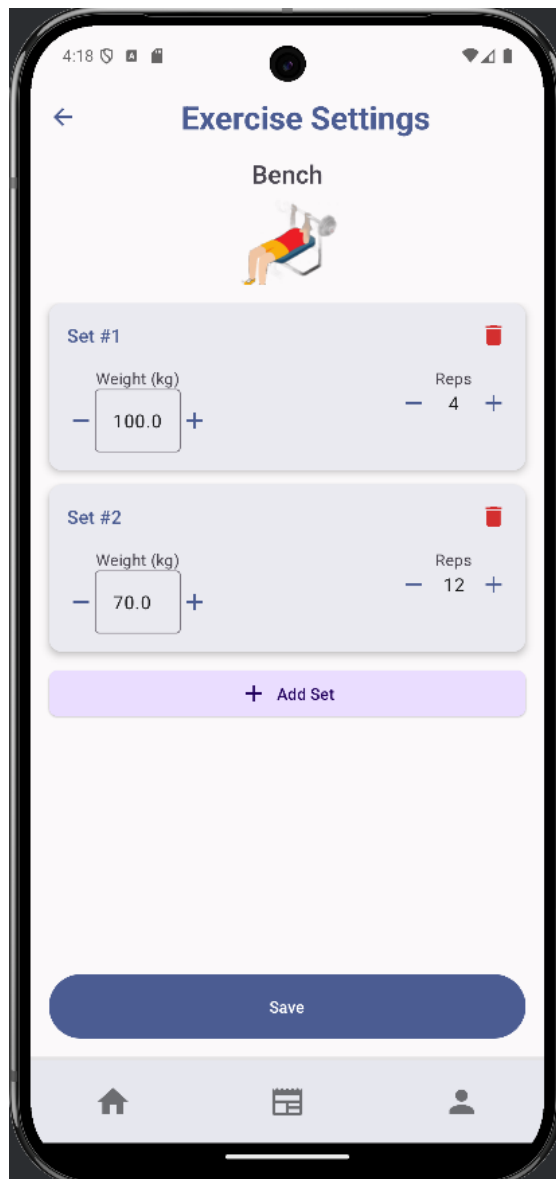 4:18
Exercise Settings
Bench
Set #1
Weight (kg)
Reps
100.0
4
Set #2
Weight (kg)
Reps
70.0
12
+ Add Set
Save